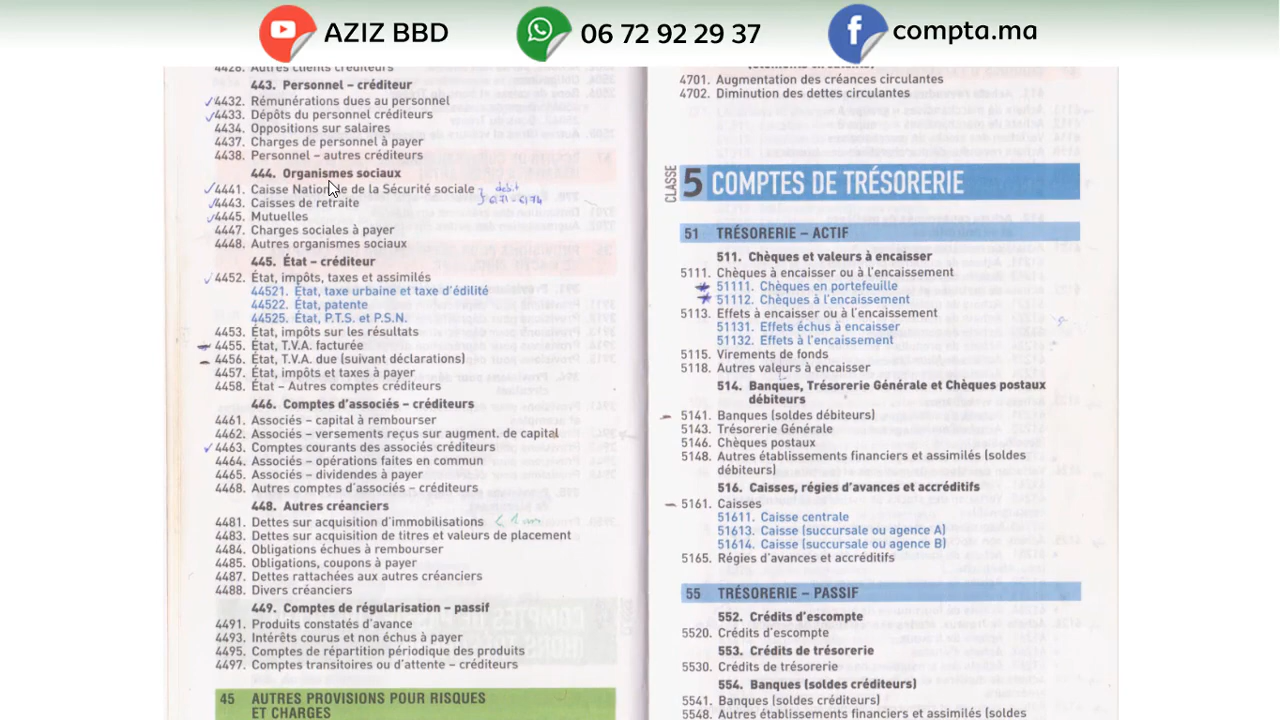 AZIZ BBD
06 72 92 29 37
compta.ma
4428. Autres clients créditeurs
443. Personnel – créditeur
4432. Rémunérations dues au personnel
4433. Dépôts du personnel créditeurs
4434. Oppositions sur salaires
4437. Charges de personnel à payer
4438. Personnel – autres créditeurs
444. Organismes sociaux
4441. Caisse Nationale de la Sécurité sociale
débit
6171 - 6174
4443. Caisses de retraite
4445. Mutuelles
4447. Charges sociales à payer
4448. Autres organismes sociaux
445. État – créditeur
4452. État, impôts, taxes et assimilés
44521. État, taxe urbaine et taxe d'édilité
44522. État, patente
44525. État, P.T.S. et P.S.N.
4453. État, impôts sur les résultats
4455. État, T.V.A. facturée
4456. État, T.V.A. due (suivant déclarations)
4457. État, impôts et taxes à payer
4458. État – Autres comptes créditeurs
446. Comptes d'associés – créditeurs
4461. Associés – capital à rembourser
4462. Associés – versements reçus sur augment. de capital
4463. Comptes courants des associés créditeurs
4464. Associés – opérations faites en commun
4465. Associés – dividendes à payer
4468. Autres comptes d'associés – créditeurs
448. Autres créanciers
4481. Dettes sur acquisition d'immobilisations
4483. Dettes sur acquisition de titres et valeurs de placement
4484. Obligations échues à rembourser
4485. Obligations, coupons à payer
4487. Dettes rattachées aux autres créanciers
4488. Divers créanciers
449. Comptes de régularisation – passif
4491. Produits constatés d'avance
4493. Intérêts courus et non échus à payer
4495. Comptes de répartition périodique des produits
4497. Comptes transitoires ou d'attente – créditeurs
45 AUTRES PROVISIONS POUR RISQUES
ET CHARGES
4701. Augmentation des créances circulantes
4702. Diminution des dettes circulantes
CLASSE 5 COMPTES DE TRÉSORERIE
51 TRÉSORERIE – ACTIF
511. Chèques et valeurs à encaisser
5111. Chèques à encaisser ou à l'encaissement
51111. Chèques en portefeuille
51112. Chèques à l'encaissement
5113. Effets à encaisser ou à l'encaissement
51131. Effets échus à encaisser
51132. Effets à l'encaissement
5115. Virements de fonds
5118. Autres valeurs à encaisser
514. Banques, Trésorerie Générale et Chèques postaux
débiteurs
5141. Banques (soldes débiteurs)
5143. Trésorerie Générale
5146. Chèques postaux
5148. Autres établissements financiers et assimilés (soldes
débiteurs)
516. Caisses, régies d'avances et accréditifs
5161. Caisses
51611. Caisse centrale
51613. Caisse (succursale ou agence A)
51614. Caisse (succursale ou agence B)
5165. Régies d'avances et accréditifs
55 TRÉSORERIE – PASSIF
552. Crédits d'escompte
5520. Crédits d'escompte
553. Crédits de trésorerie
5530. Crédits de trésorerie
554. Banques (soldes créditeurs)
5541. Banques (soldes créditeurs)
5548. Autres établissements financiers et assimilés (soldes